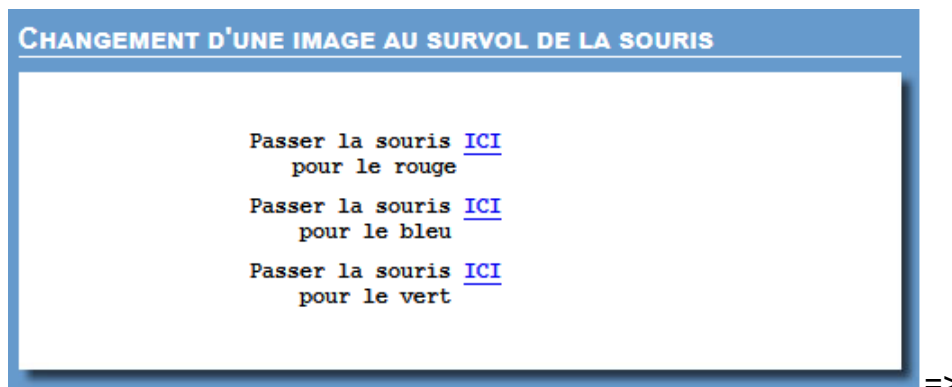 CHANGEMENT D'UNE IMAGE AU SURVOL DE LA SOURIS
Passer la souris ICI
pour le rouge
Passer la souris ICI
pour le bleu
Passer la souris ICI
pour le vert
=>